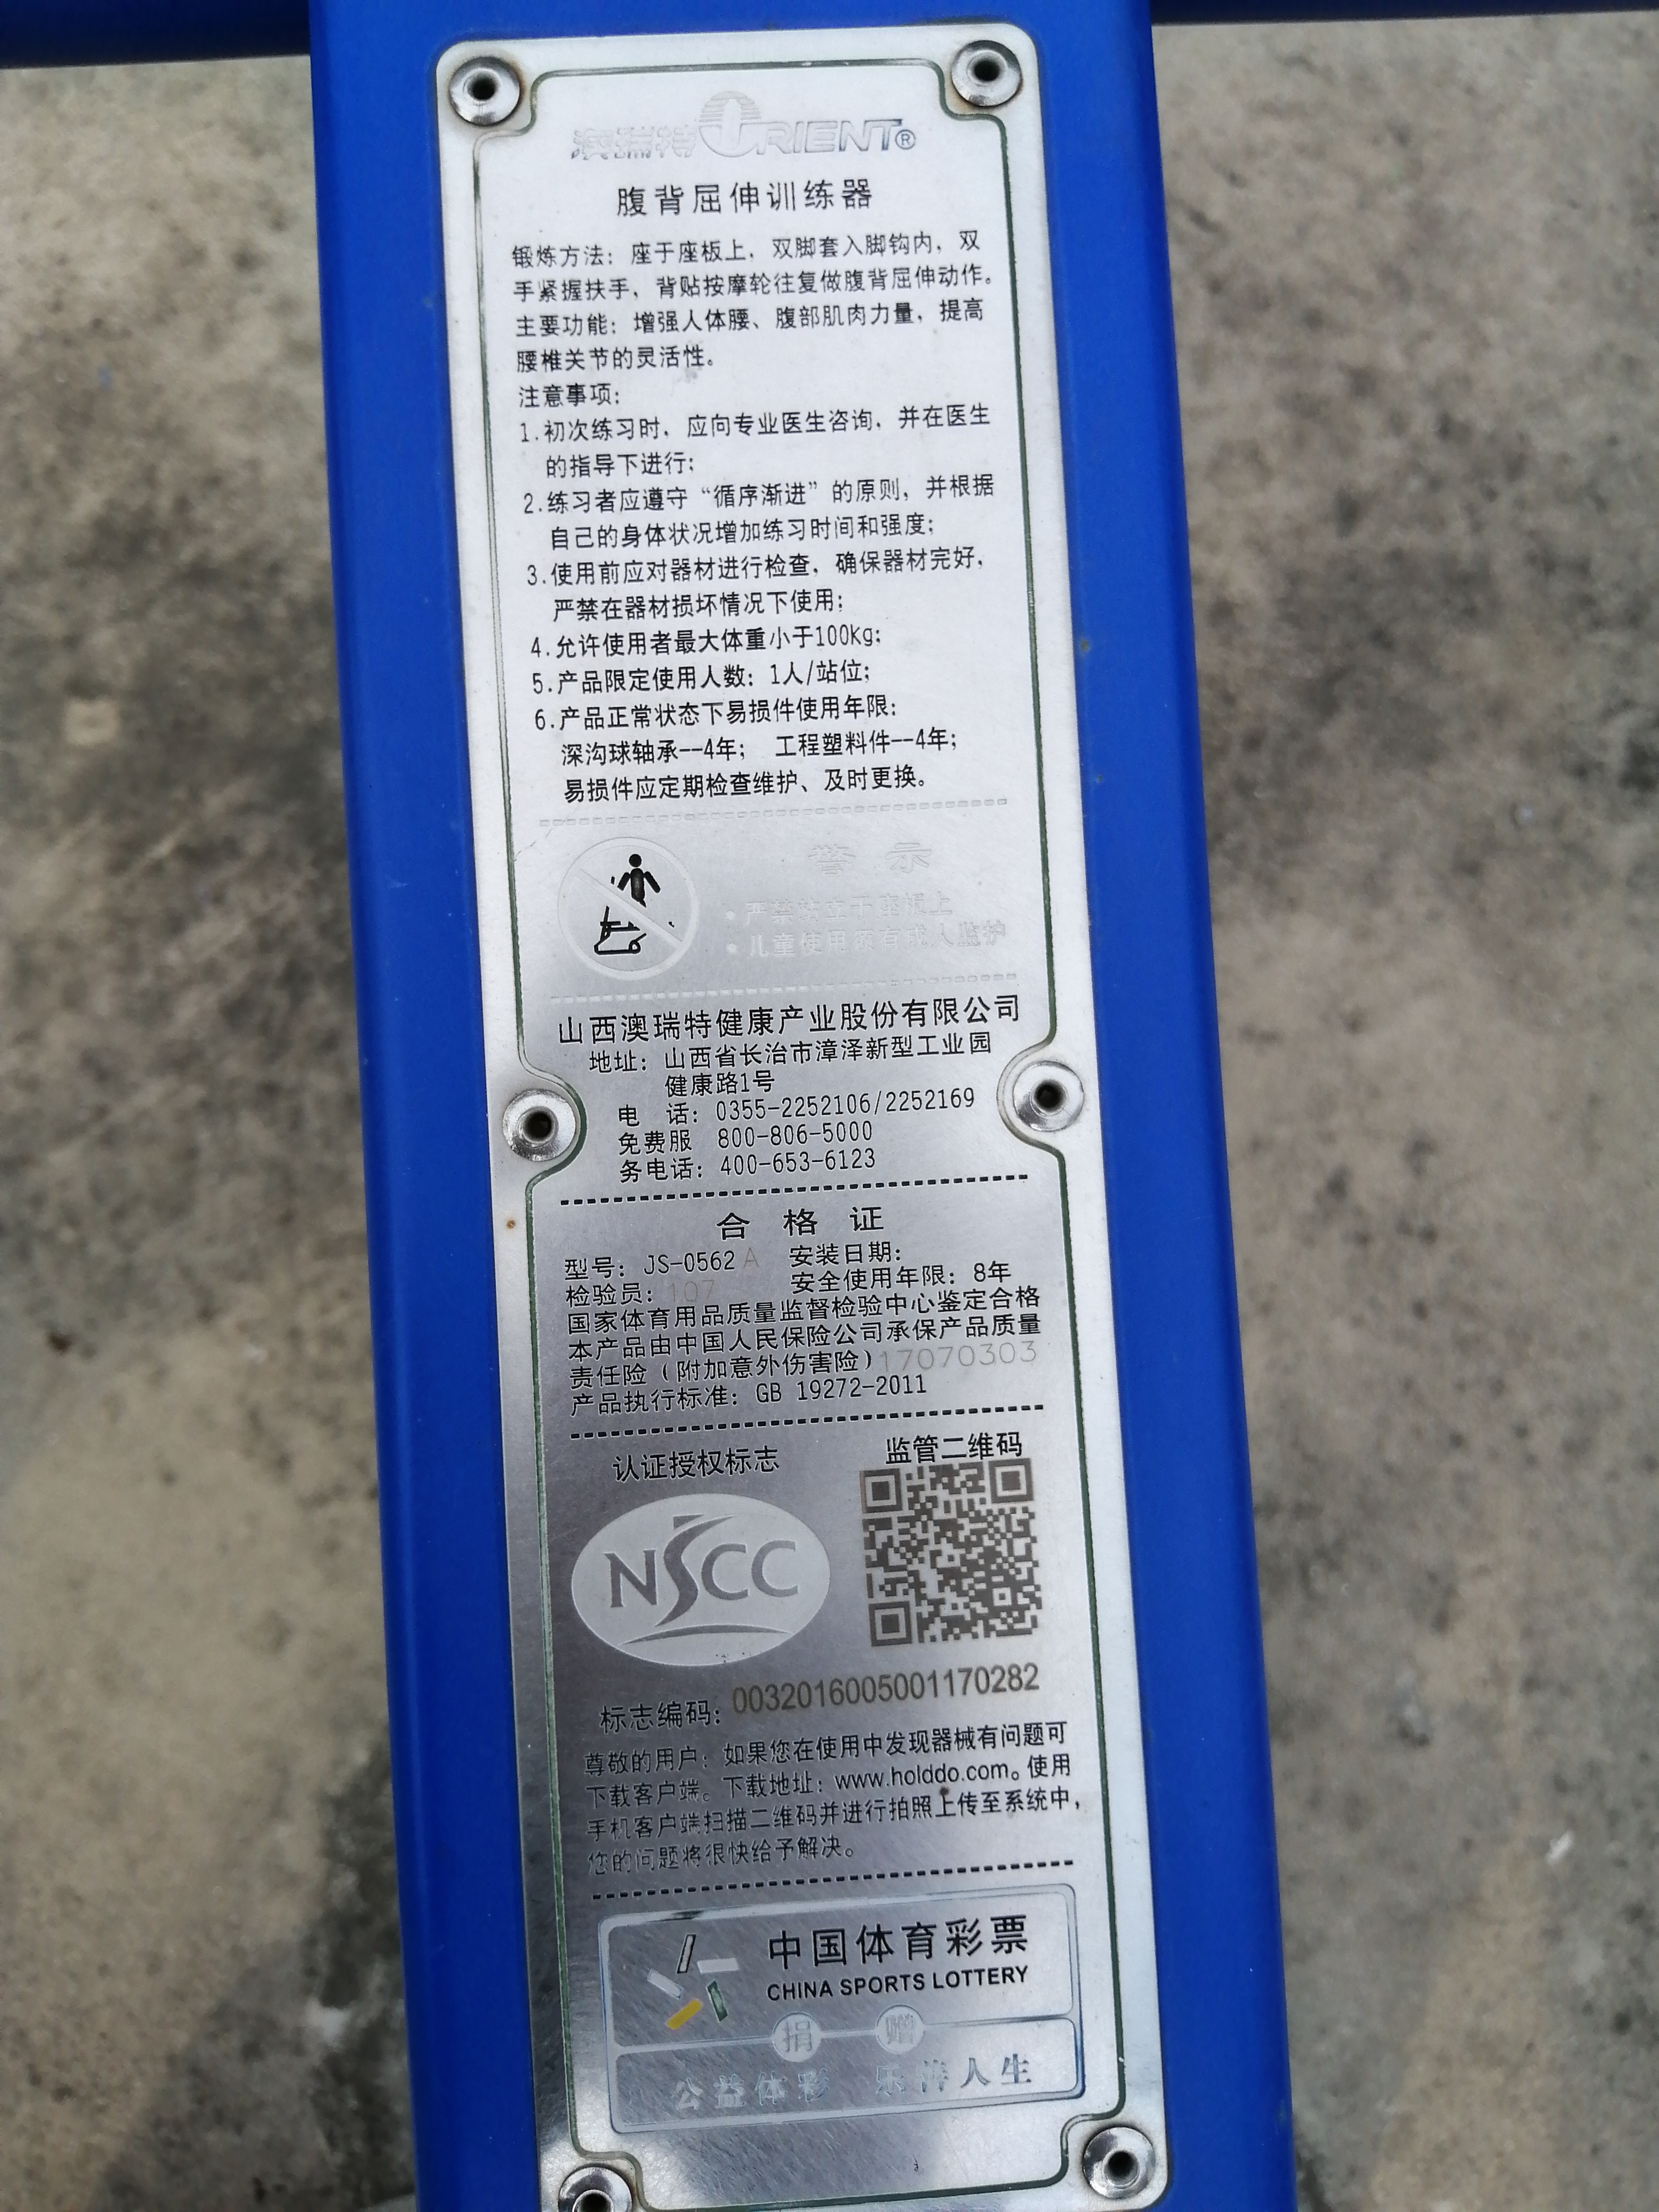 澳瑞特ORIENT®
腹背屈伸训练器
锻炼方法：座于座板上，双脚套入脚钩内，双
手紧握扶手，背贴按摩轮往复做腹背屈伸动作。
主要功能：增强人体腰、腹部肌肉力量，提高
腰椎关节的灵活性。
注意事项：
1.初次练习时，应向专业医生咨询，并在医生
的指导下进行；
2.练习者应遵守“循序渐进”的原则，并根据
自己的身体状况增加练习时间和强度；
3.使用前应对器材进行检查，确保器材完好，
严禁在器材损坏情况下使用；
4.允许使用者最大体重小于100kg；
5.产品限定使用人数：1人/站位；
6.产品正常状态下易损件使用年限：
深沟球轴承--4年； 工程塑料件--4年；
易损件应定期检查维护、及时更换。
警 示
• 严禁站立于座板上
• 儿童使用须有成人监护
山西澳瑞特健康产业股份有限公司
地址：山西省长治市漳泽新型工业园
健康路1号
电 话：0355-2252106/2252169
免费服 800-806-5000
务电话：400-653-6123
合 格 证
型号：JS-0562A 安装日期：
检验员：107 安全使用年限：8年
国家体育用品质量监督检验中心鉴定合格
本产品由中国人民保险公司承保产品质量
责任险（附加意外伤害险）17070303
产品执行标准：GB 19272-2011
认证授权标志 监管二维码
NSCC
标志编码：0032016005001170282
尊敬的用户：如果您在使用中发现器械有问题可
下载客户端。下载地址：www.holddo.com。使用
手机客户端扫描二维码并进行拍照上传至系统中，
您的问题将很快给予解决。
中国体育彩票
CHINA SPORTS LOTTERY
捐 赠
公益体彩 乐善人生